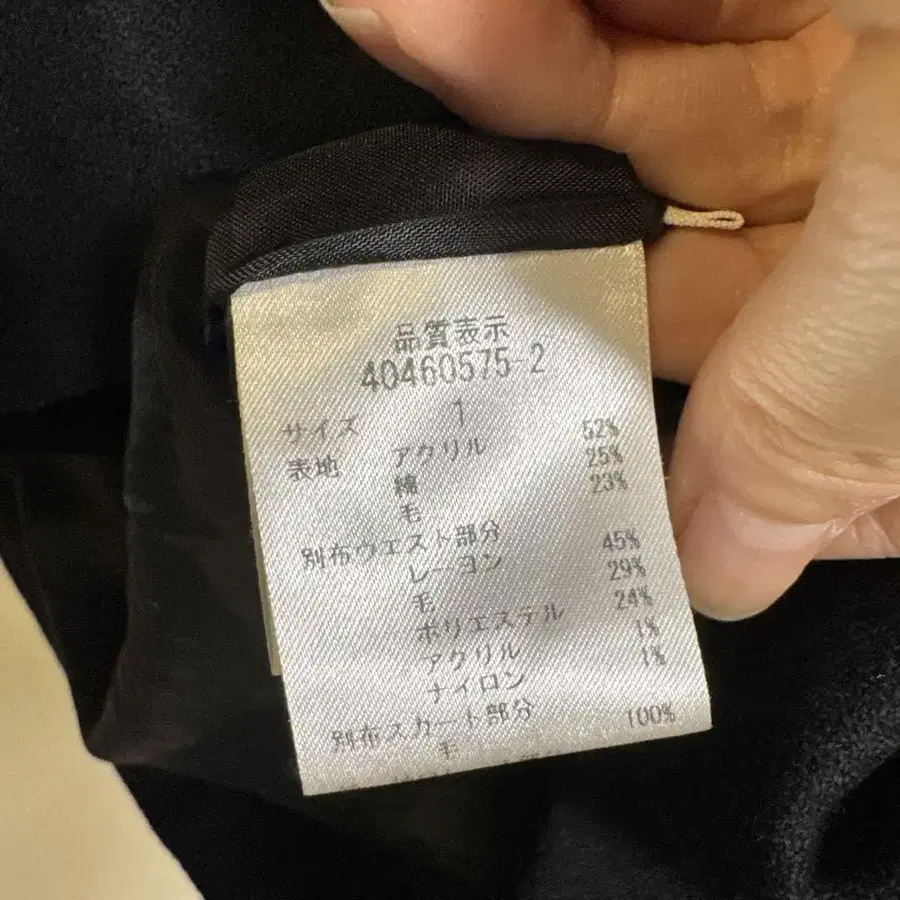 品質表示
40460575-2
サイズ 1
表地 アクリル 52%
綿 25%
毛 23%
別布ウエスト部分
レーヨン 45%
毛 29%
ポリエステル 24%
アクリル 1%
ナイロン 1%
別布スカート部分
毛 100%